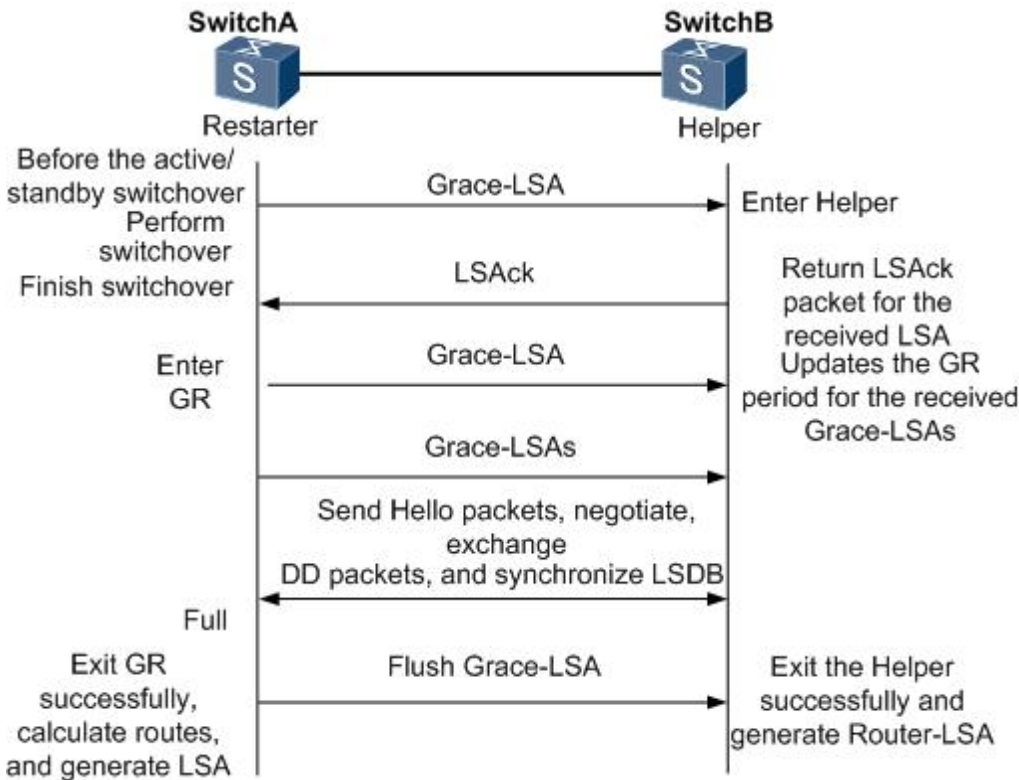 SwitchA
SwitchB
S
S
Restarter
Helper
Before the active/
standby switchover
Grace-LSA
Enter Helper
Perform
switchover
Finish switchover
LSAck
Return LSAck
packet for the
received LSA
Enter
GR
Grace-LSA
Updates the GR
period for the received
Grace-LSAs
Grace-LSAs
Send Hello packets, negotiate,
exchange
DD packets, and synchronize LSDB
Full
Exit GR
successfully,
calculate routes,
and generate LSA
Flush Grace-LSA
Exit the Helper
successfully and
generate Router-LSA